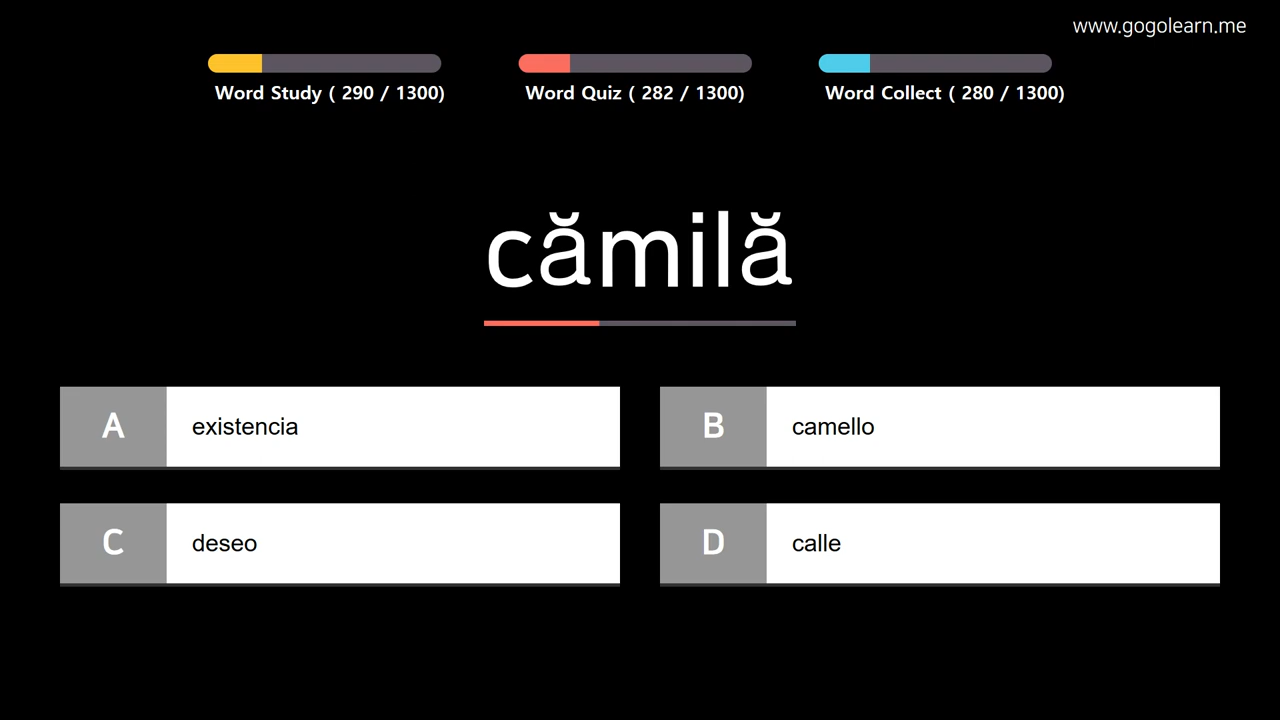 www.gogolearn.me
Word Study ( 290 / 1300)
Word Quiz ( 282 / 1300)
Word Collect ( 280 / 1300)
cămilă
A existencia
B camello
C deseo
D calle